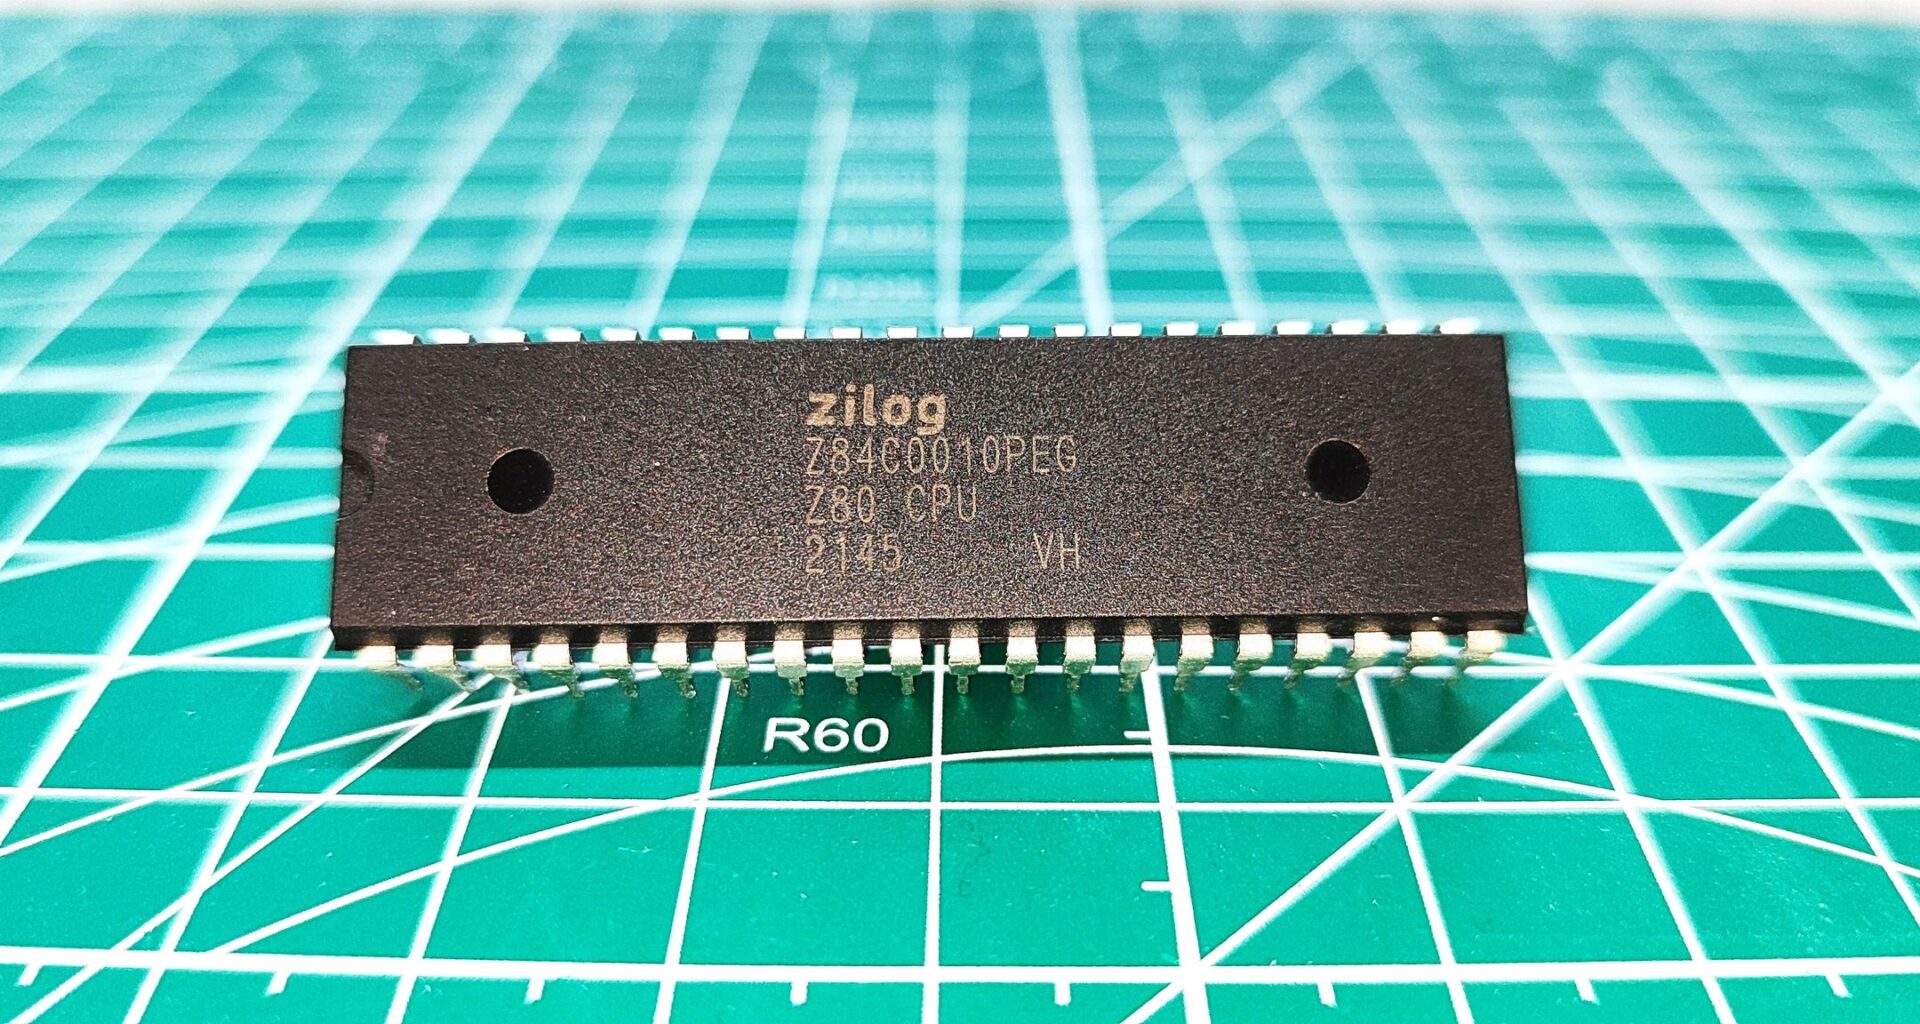 zilog
Z84C0010PEG
Z80 CPU
2145 VH
R60